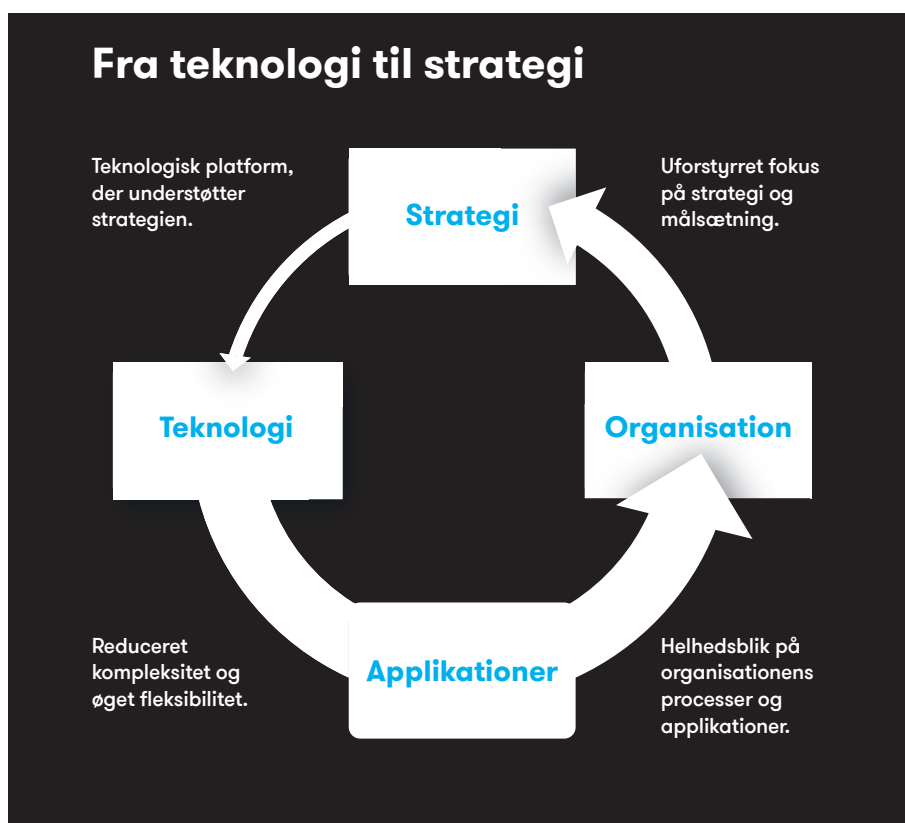 Fra teknologi til strategi
Teknologisk platform,
der understøtter
strategien.
Strategi
Uforstyrret fokus
på strategi og
målsætning.
Teknologi
Organisation
Reduceret
kompleksitet og
øget fleksibilitet.
Applikationer
Helhedsblik på
organisationens
processer og
applikationer.